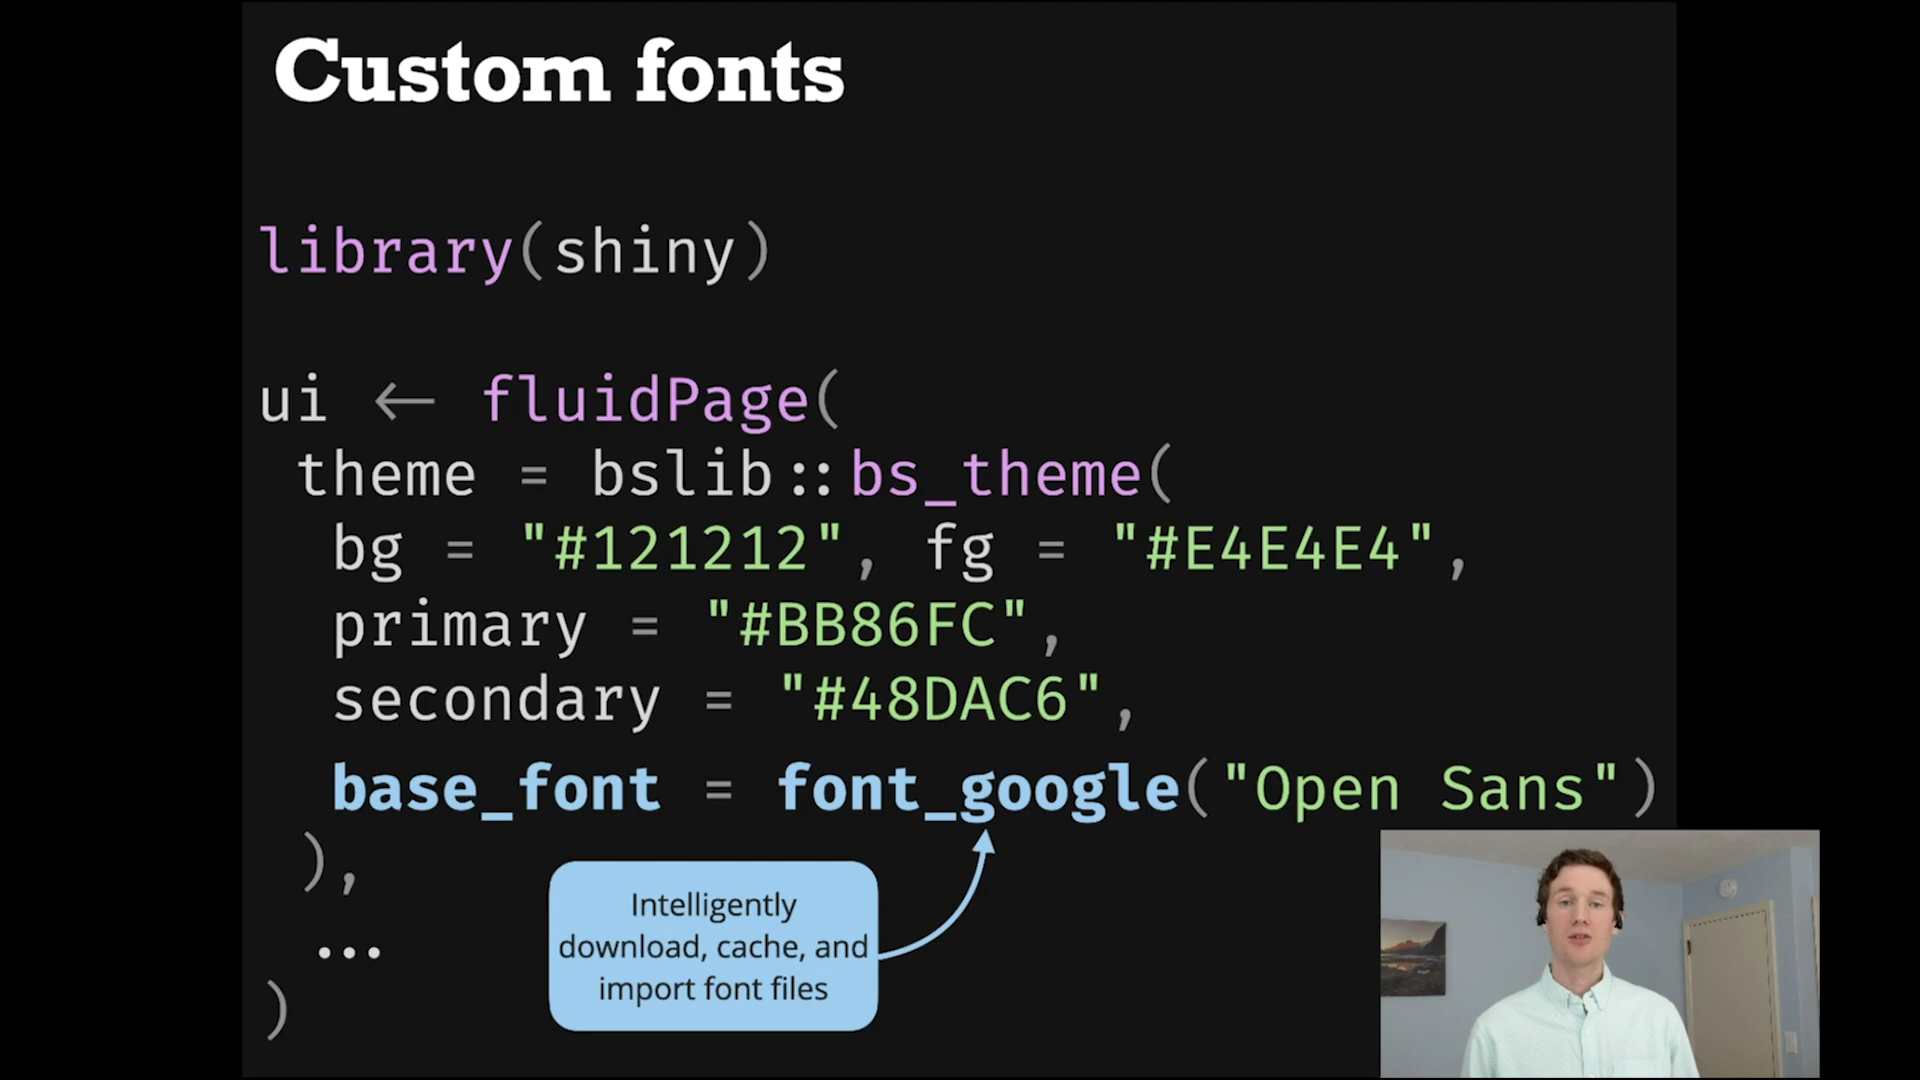 Custom fonts
library(shiny)
ui ← fluidPage(
theme = bslib::bs_theme(
bg = "#121212", fg = "#E4E4E4",
primary = "#BB86FC",
secondary = "#48DAC6",
base_font = font_google("Open Sans")
),
...
)
Intelligently
download, cache, and
import font files